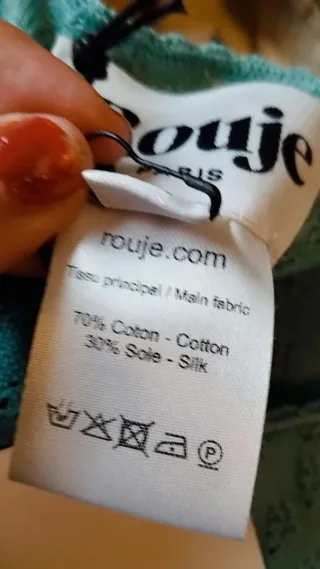 Rouje
PARIS
rouje.com
Tissu principal / Main fabric
70% Coton - Cotton
30% Soie - Silk
P